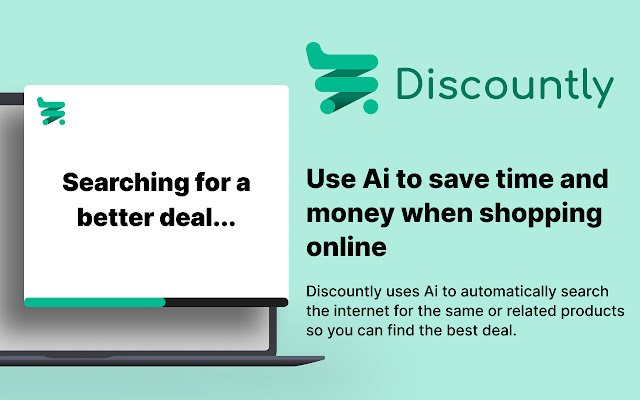 Discountly
Searching for a
better deal...
Use Ai to save time and
money when shopping
online
Discountly uses Ai to automatically search
the internet for the same or related products
so you can find the best deal.